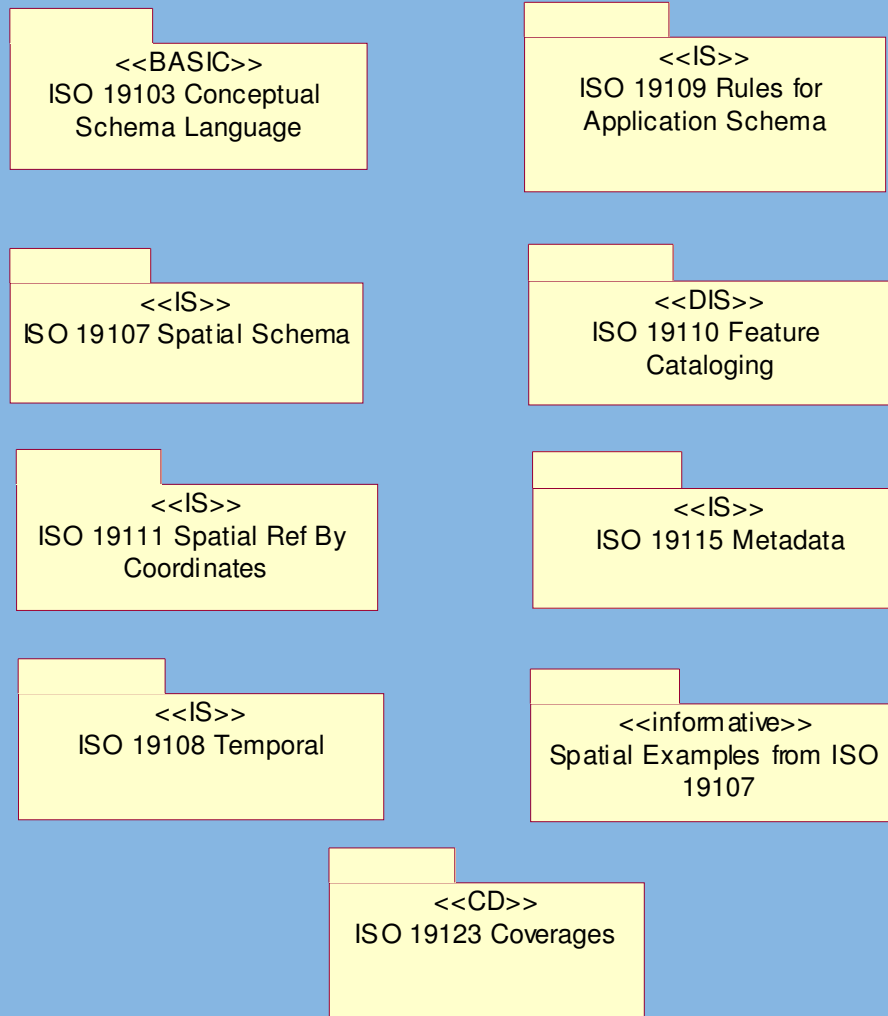 <<BASIC>>
ISO 19103 Conceptual
Schema Language
<<IS>>
ISO 19109 Rules for
Application Schema
<<IS>>
ISO 19107 Spatial Schema
<<DIS>>
ISO 19110 Feature
Cataloging
<<IS>>
ISO 19111 Spatial Ref By
Coordinates
<<IS>>
ISO 19115 Metadata
<<IS>>
ISO 19108 Temporal
<<informative>>
Spatial Examples from ISO
19107
<<CD>>
ISO 19123 Coverages